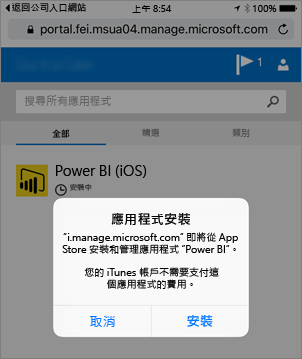 返回公司入口網站 上午 8:54 100%
portal.fei.msua04.manage.microsoft.com
1
搜尋所有應用程式
全部 精選 類別
Power BI (iOS)
安裝中
應用程式安裝
“i.manage.microsoft.com” 即將從 App
Store 安裝和管理應用程式 “Power BI”。
您的 iTunes 帳戶不需要支付這
個應用程式的費用。
取消 安裝